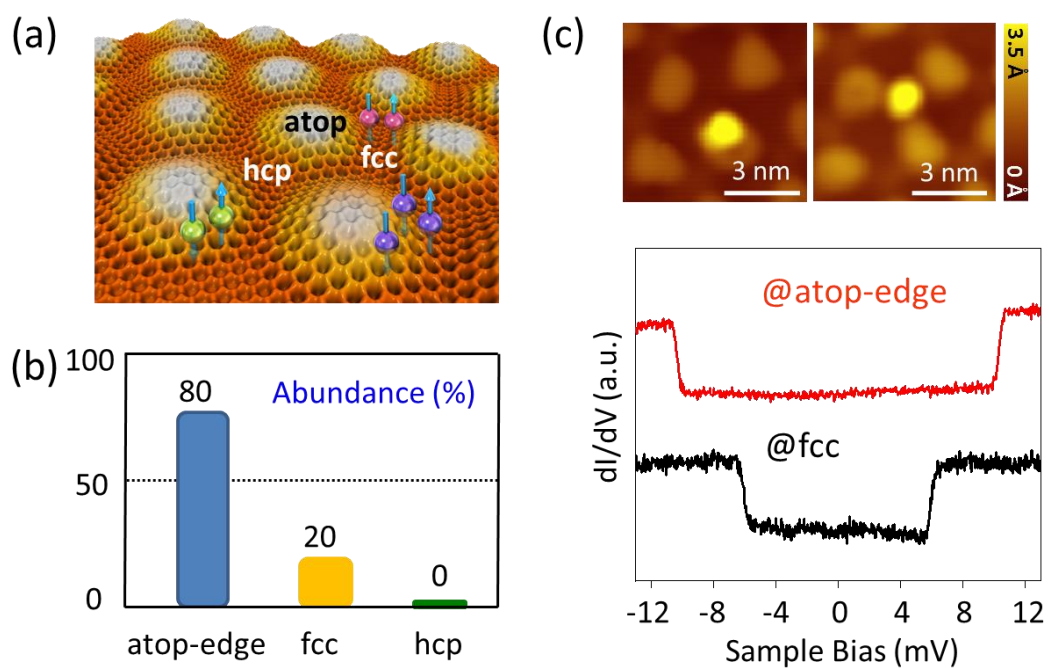 (a)
atop
hcp
fcc
(b)
100
50
0
Abundance (%)
80
20
0
atop-edge fcc hcp
(c)
3 nm
3 nm
3.5 Å
0 Å
@atop-edge
@fcc
dI/dV (a.u.)
-12 -8 -4 0 4 8 12
Sample Bias (mV)